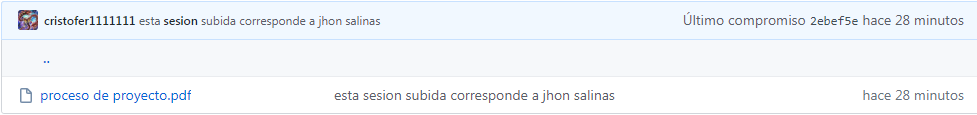 cristofer1111111 esta sesion subida corresponde a jhon salinas Último compromiso 2ebef5e hace 28 minutos
..
proceso de proyecto.pdf esta sesion subida corresponde a jhon salinas hace 28 minutos